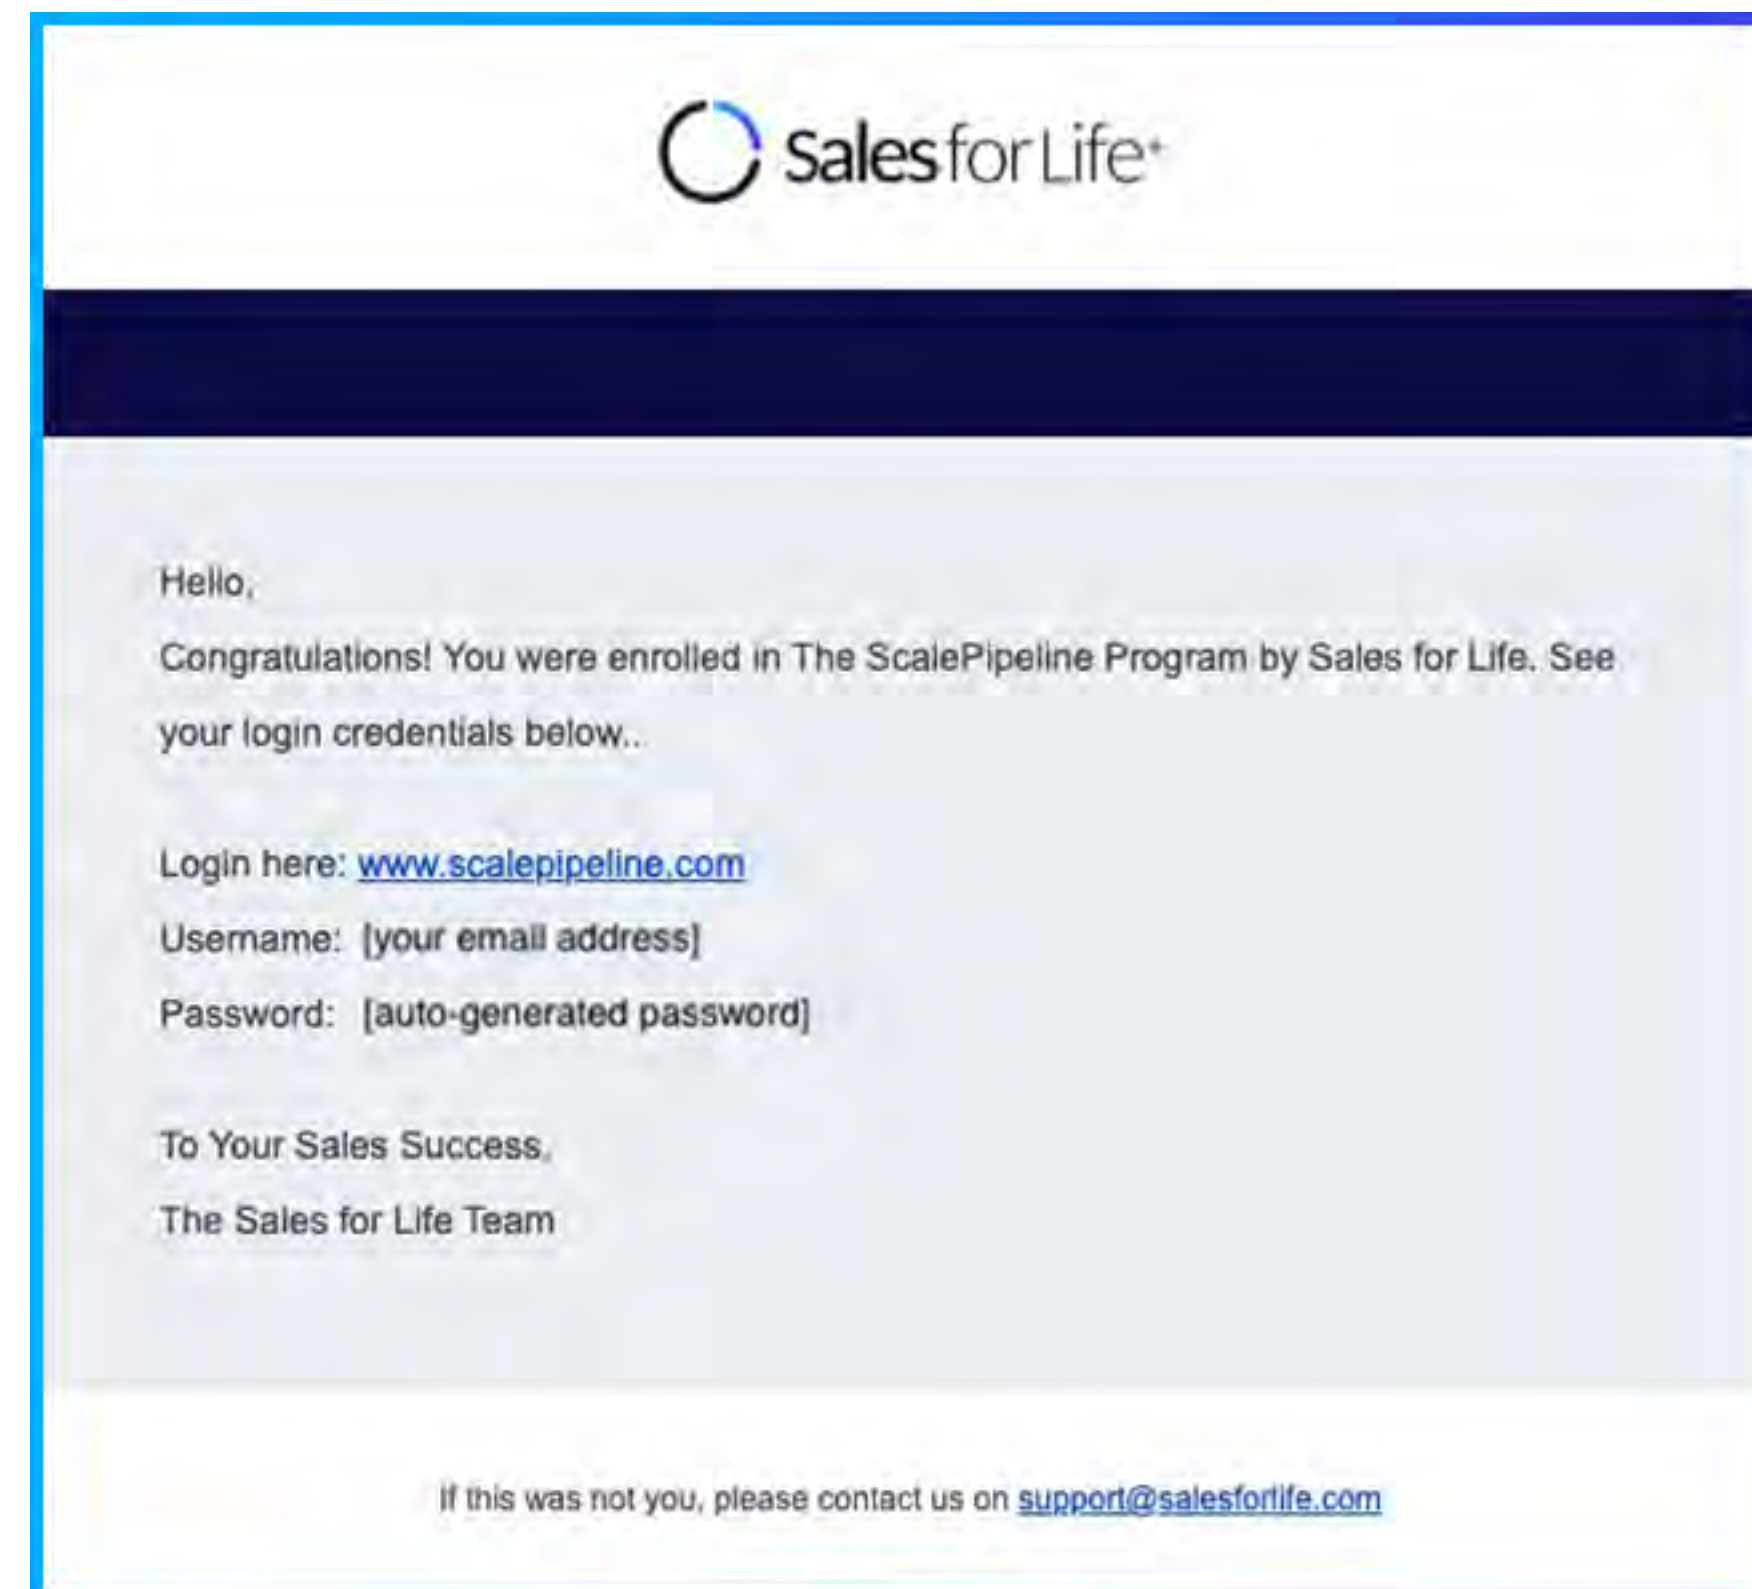 Sales for Life+
Hello,
Congratulations! You were enrolled in The ScalePipeline Program by Sales for Life. See
your login credentials below..
Login here: www.scalepipeline.com
Username: [your email address]
Password: [auto-generated password]
To Your Sales Success,
The Sales for Life Team
If this was not you, please contact us on support@salesforlife.com